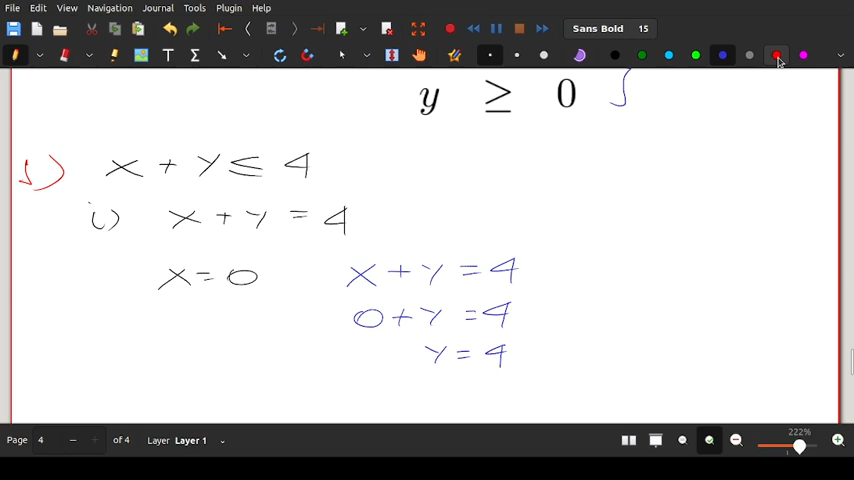 File Edit View Navigation Journal Tools Plugin Help
Sans Bold 15
y ≥ 0
1) x + y ≤ 4
i) x + y = 4
x = 0
x + y = 4
0 + y = 4
y = 4
Page 4 of 4 Layer Layer 1 222%